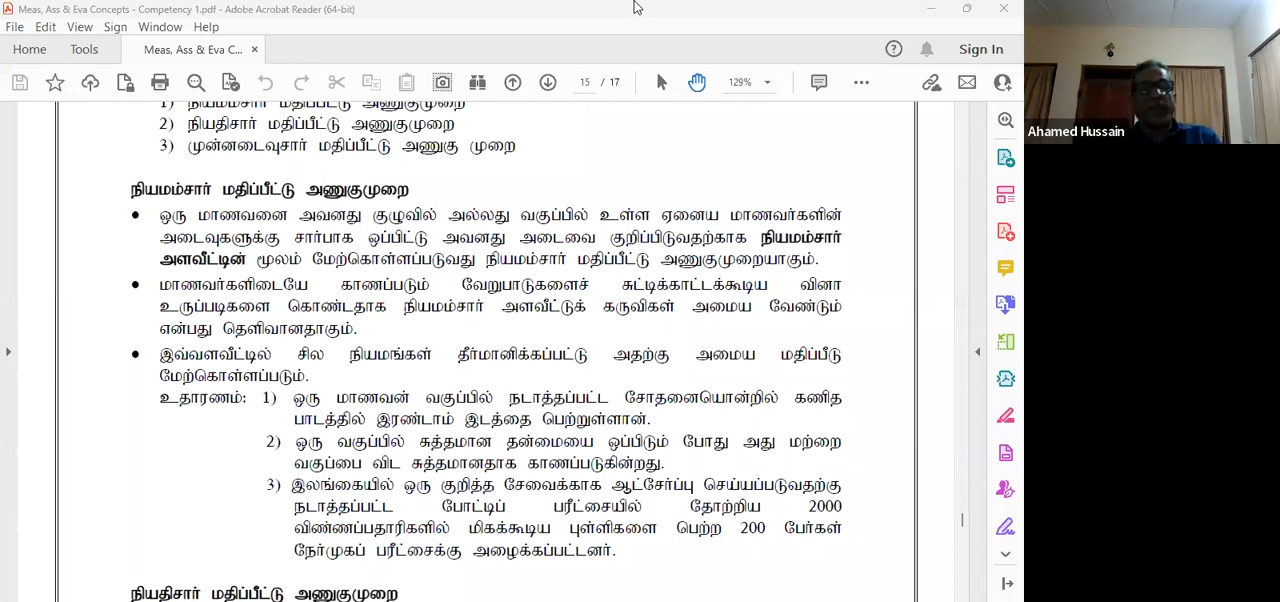 Meas, Ass & Eva Concepts - Competency 1.pdf - Adobe Acrobat Reader (64-bit)
File Edit View Sign Window Help
Home Tools Meas, Ass & Eva C... × Sign In
15 / 17 129%
1) நியமம்சார் மதிப்பீட்டு அணுகுமுறை
2) நியதிசார் மதிப்பீட்டு அணுகுமுறை
3) முன்னடைவுசார் மதிப்பீட்டு அணுகு முறை
Ahamed Hussain
நியமம்சார் மதிப்பீட்டு அணுகுமுறை
• ஒரு மாணவனை அவனது குழுவில் அல்லது வகுப்பில் உள்ள ஏனைய மாணவர்களின்
அடைவுகளுக்கு சார்பாக ஒப்பிட்டு அவனது அடைவை குறிப்பிடுவதற்காக நியமம்சார்
அளவீட்டின் மூலம் மேற்கொள்ளப்படுவது நியமம்சார் மதிப்பீட்டு அணுகுமுறையாகும்.
• மாணவர்களிடையே காணப்படும் வேறுபாடுகளைச் சுட்டிக்காட்டக்கூடிய வினா
உருப்படிகளை கொண்டதாக நியமம்சார் அளவீட்டுக் கருவிகள் அமைய வேண்டும்
என்பது தெளிவானதாகும்.
• இவ்வளவீட்டில் சில நியமங்கள் தீர்மானிக்கப்பட்டு அதற்கு அமைய மதிப்பீடு
மேற்கொள்ளப்படும்.
உதாரணம்: 1) ஒரு மாணவன் வகுப்பில் நடாத்தப்பட்ட சோதனையொன்றில் கணித
பாடத்தில் இரண்டாம் இடத்தை பெற்றுள்ளான்.
2) ஒரு வகுப்பில் சுத்தமான தன்மையை ஒப்பிடும் போது அது மற்றை
வகுப்பை விட சுத்தமானதாக காணப்படுகின்றது.
3) இலங்கையில் ஒரு குறித்த சேவைக்காக ஆட்சேர்ப்பு செய்யப்படுவதற்கு
நடாத்தப்பட்ட போட்டிப் பரீட்சையில் தோற்றிய 2000
விண்ணப்பதாரிகளில் மிகக்கூடிய புள்ளிகளை பெற்ற 200 பேர்கள்
நேர்முகப் பரீட்சைக்கு அழைக்கப்பட்டனர்.
நியதிசார் மதிப்பீட்டு அணுகுமுறை